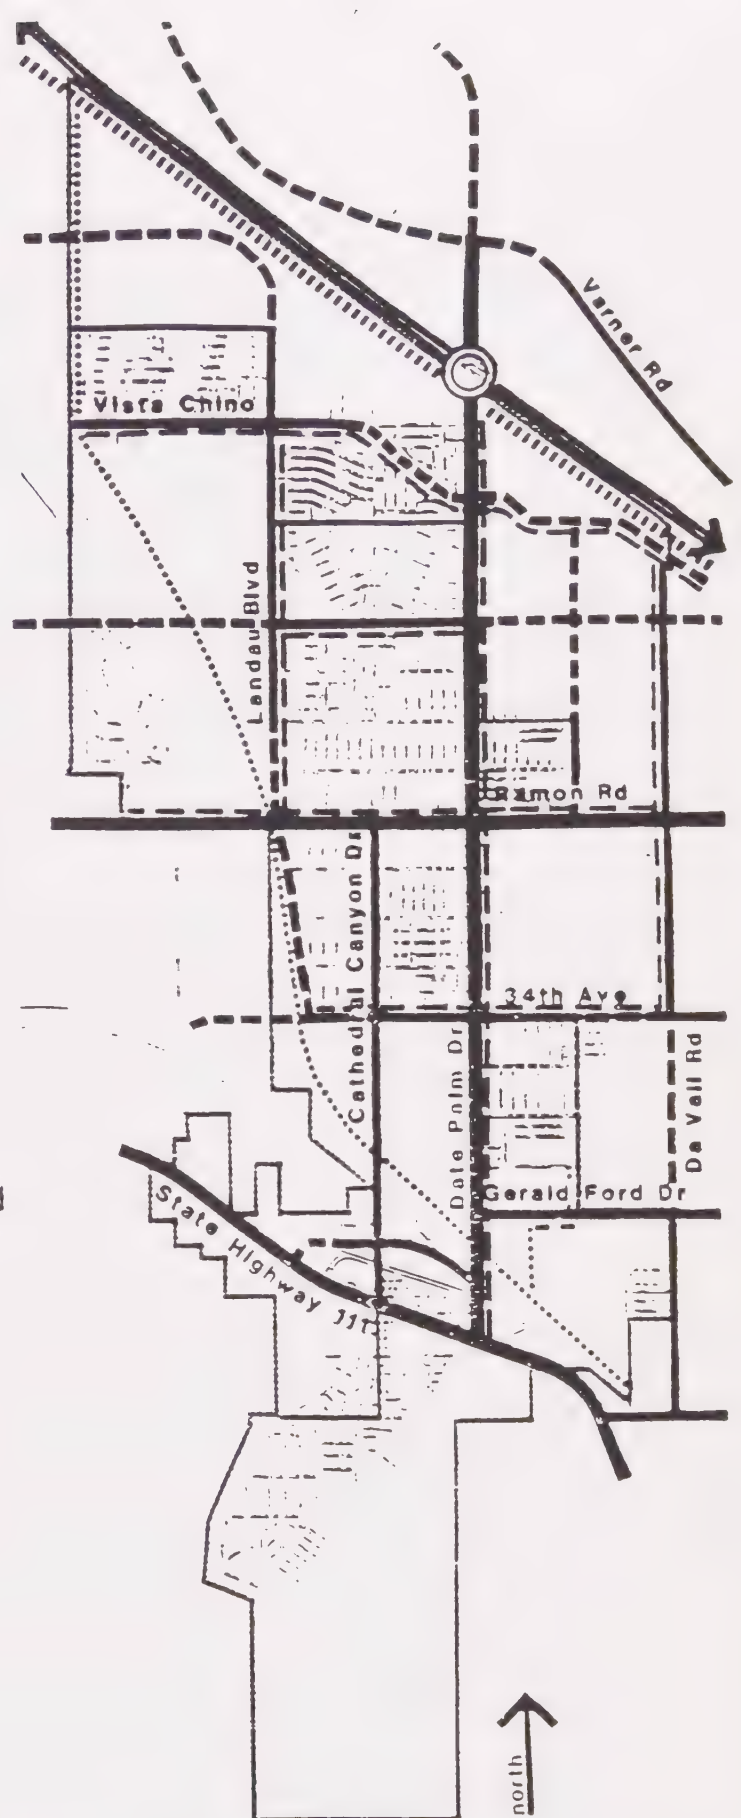 Varner Rd
Vista Chino
Landau Blvd
Ramon Rd
Cathedral Canyon Dr
34th Ave
Date Palm Dr
Da Vall Rd
Gerald Ford Dr
State Highway 111
north